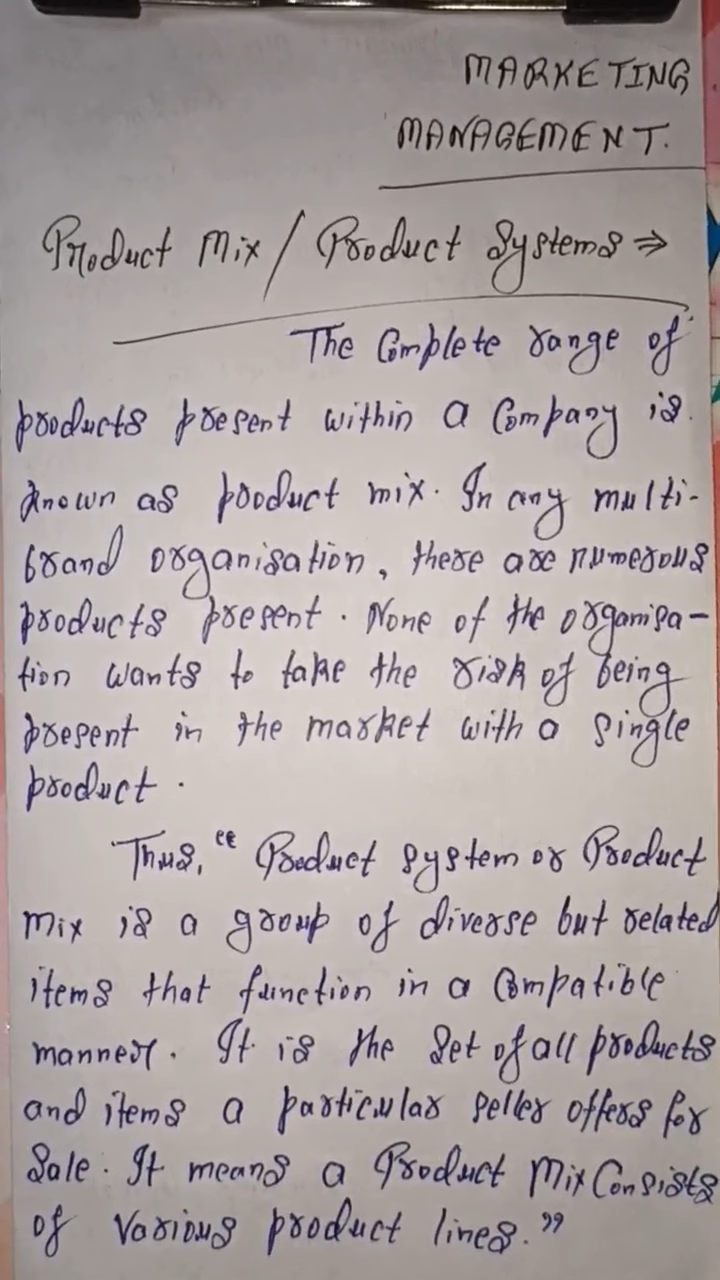 MARKETING
MANAGEMENT.
Product Mix / Product Systems ⇒
The Complete range of
products present within a Company is
known as product mix. In any multi-
brand organisation, there are numerous
products present. None of the organisa-
tion wants to take the risk of being
present in the market with a single
product.
Thus, “Product system or Product
Mix is a group of diverse but related
items that function in a Compatible
manner. It is the Set of all products
and items a particular seller offers for
Sale. It means a Product Mix Consists
of Various product lines.”